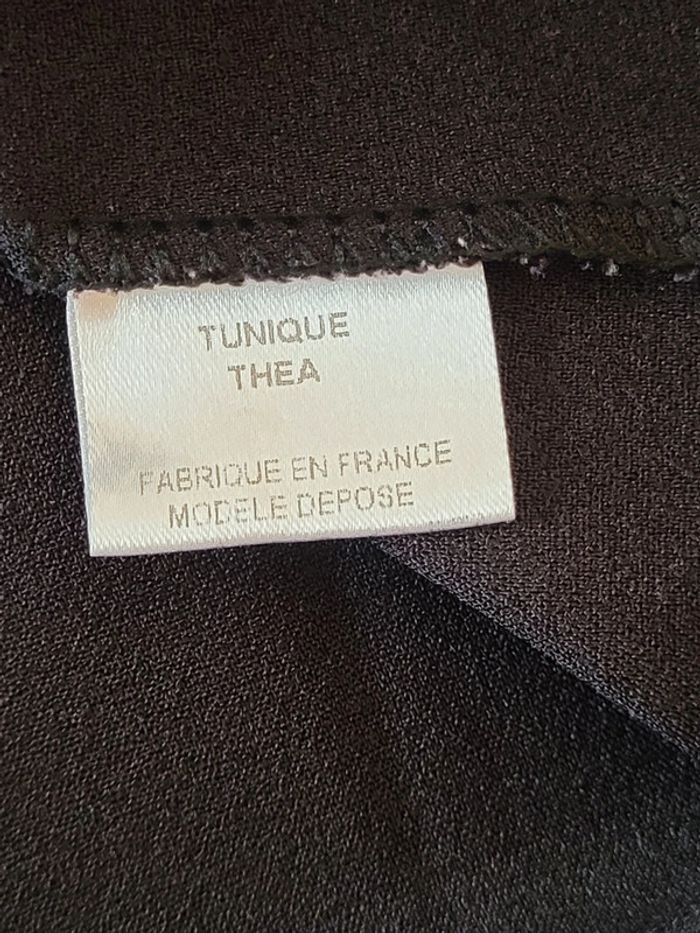 TUNIQUE
THEA
FABRIQUE EN FRANCE
MODELE DEPOSE